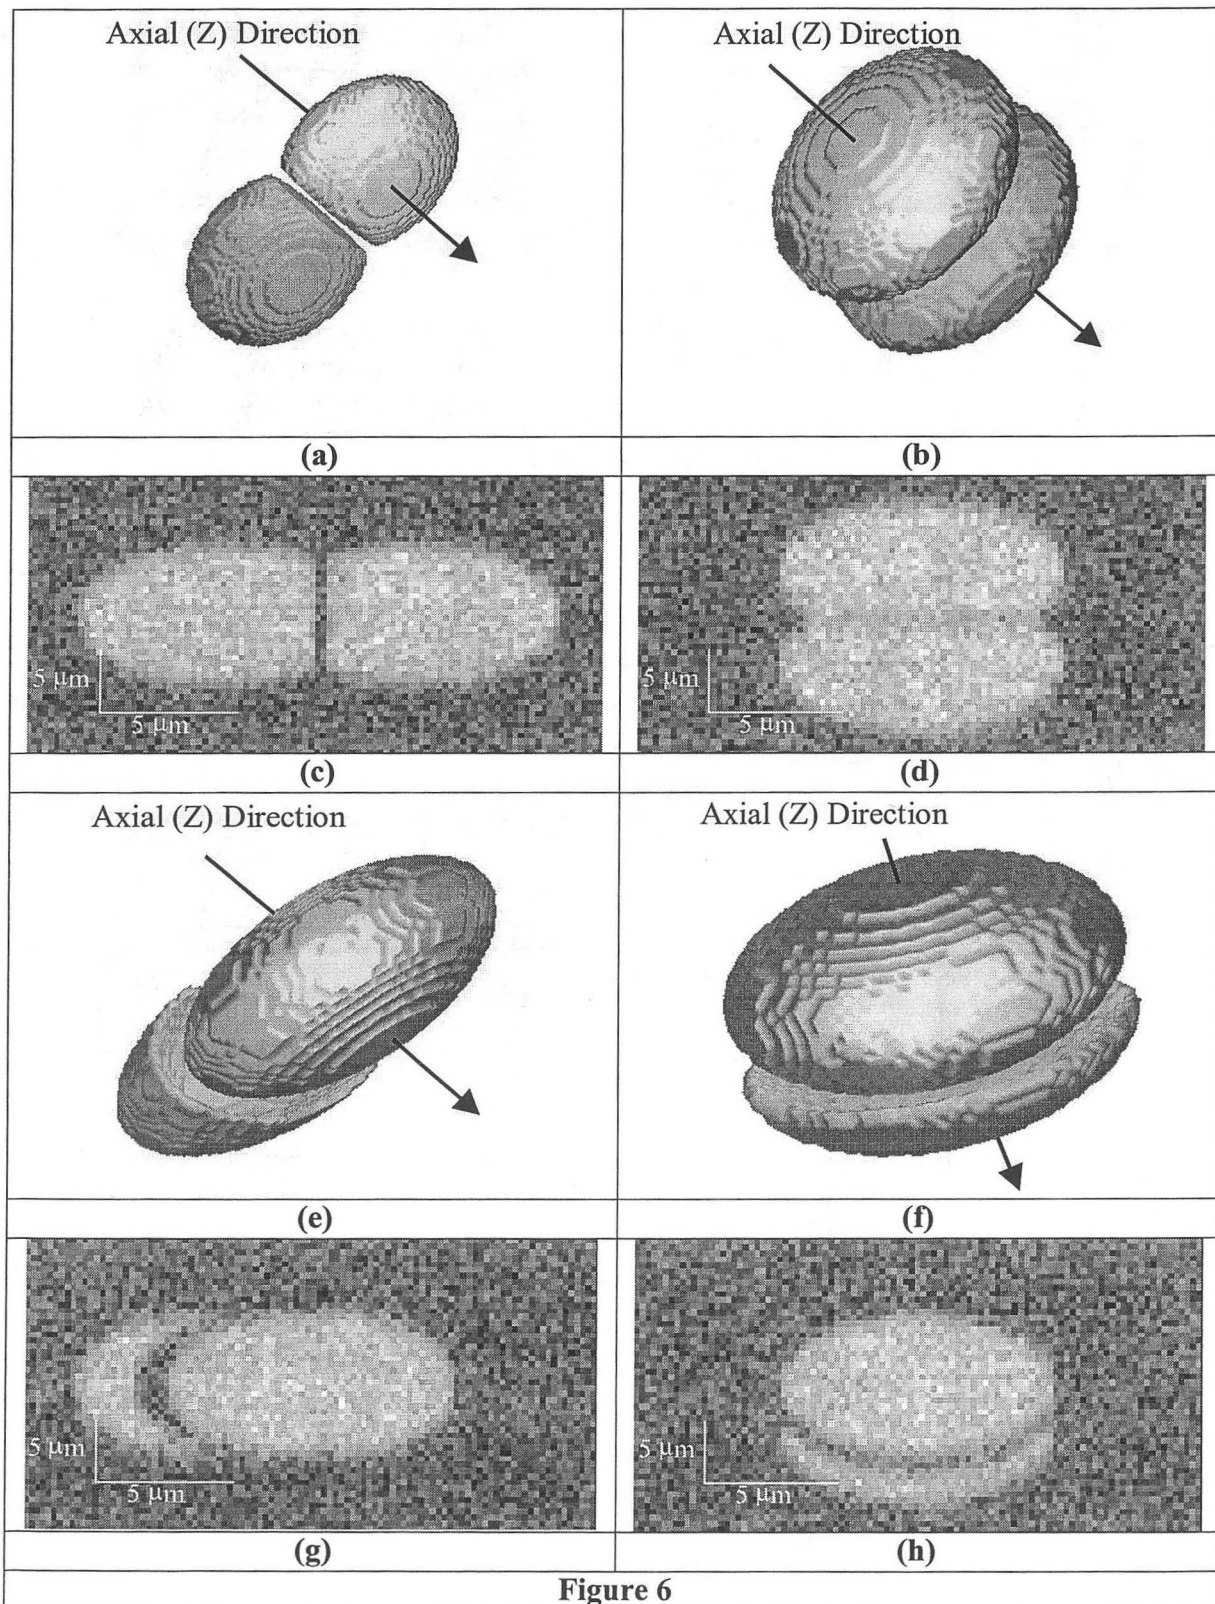 Axial (Z) Direction
Axial (Z) Direction
(a)
(b)
5 μm
5 μm
5 μm
5 μm
(c)
(d)
Axial (Z) Direction
Axial (Z) Direction
(e)
(f)
5 μm
5 μm
5 μm
5 μm
(g)
(h)
Figure 6